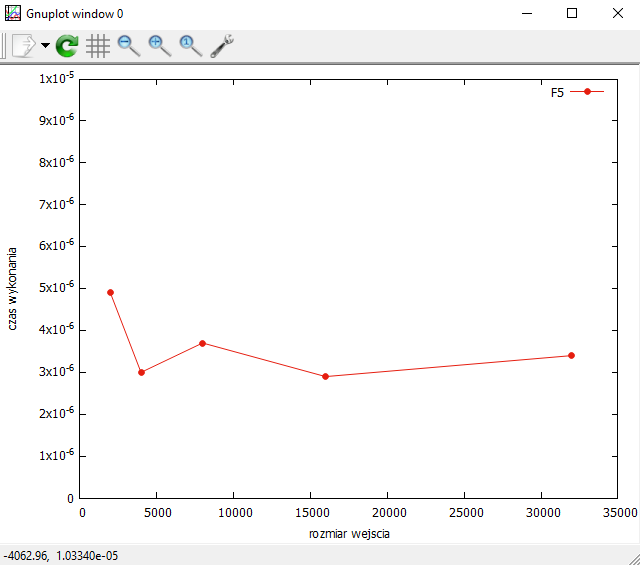 Gnuplot window 0
1x10-5
9x10-6
8x10-6
7x10-6
6x10-6
5x10-6
4x10-6
3x10-6
2x10-6
1x10-6
0
czas wykonania
F5
0 5000 10000 15000 20000 25000 30000 35000
rozmiar wejscia
-4062.96, 1.03340e-05